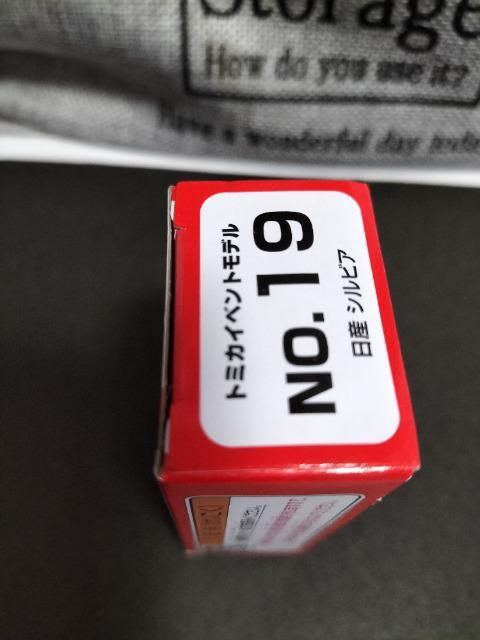 Storage
How do you use it?
Have a wonderful day today
トミカイベントモデル
NO. 19
日産 シルビア